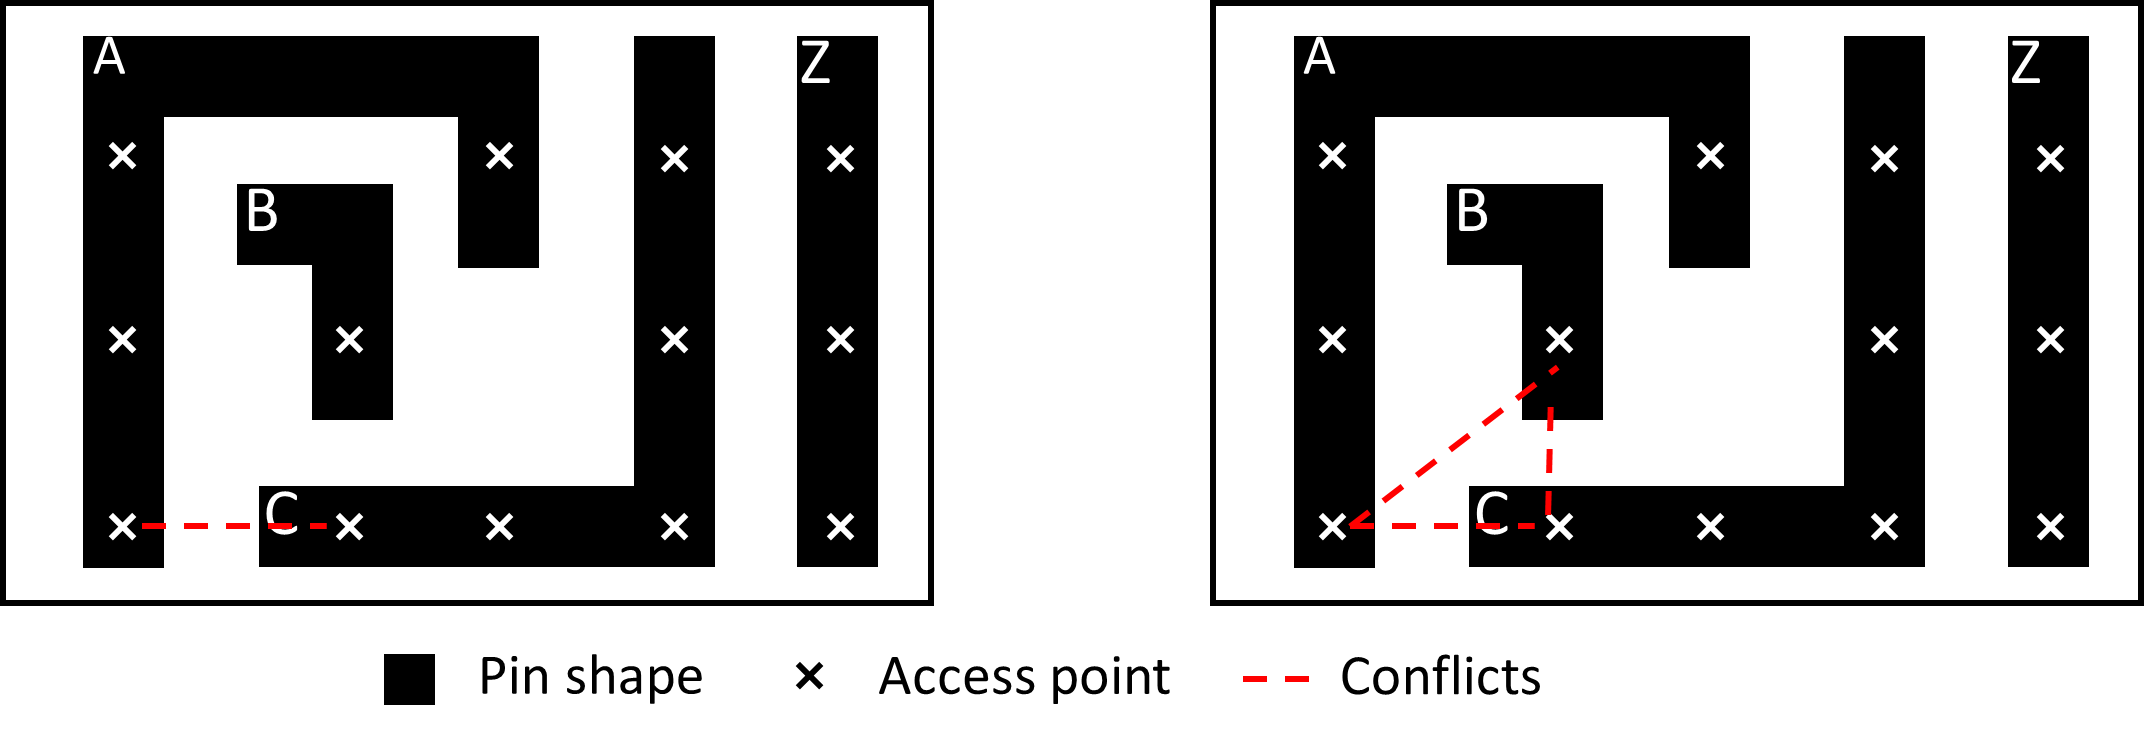 A
Z
B
C
A
Z
B
C
Pin shape
Access point
Conflicts